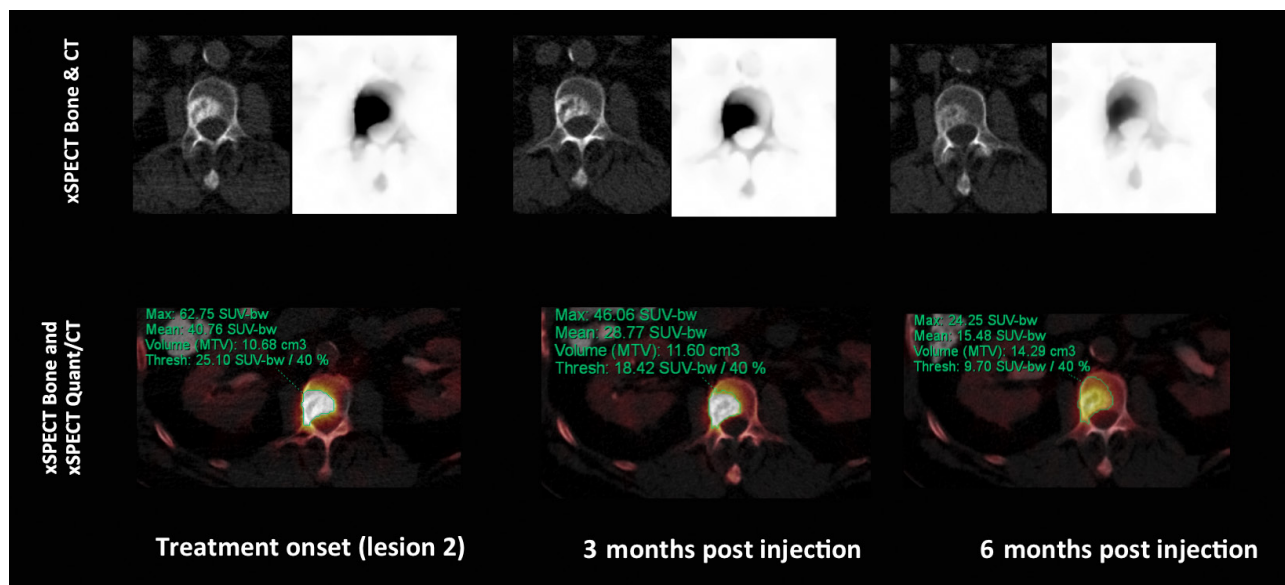 xSPECT Bone & CT
xSPECT Bone and
xSPECT Quant/CT
Max: 62.75 SUV-bw
Mean: 40.76 SUV-bw
Volume (MTV): 10.68 cm3
Thresh: 25.10 SUV-bw / 40 %
Max: 46.06 SUV-bw
Mean: 28.77 SUV-bw
Volume (MTV): 11.60 cm3
Thresh: 18.42 SUV-bw / 40 %
Max: 24.25 SUV-bw
Mean: 15.48 SUV-bw
Volume (MTV): 14.29 cm3
Thresh: 9.70 SUV-bw / 40 %
Treatment onset (lesion 2)
3 months post injection
6 months post injection